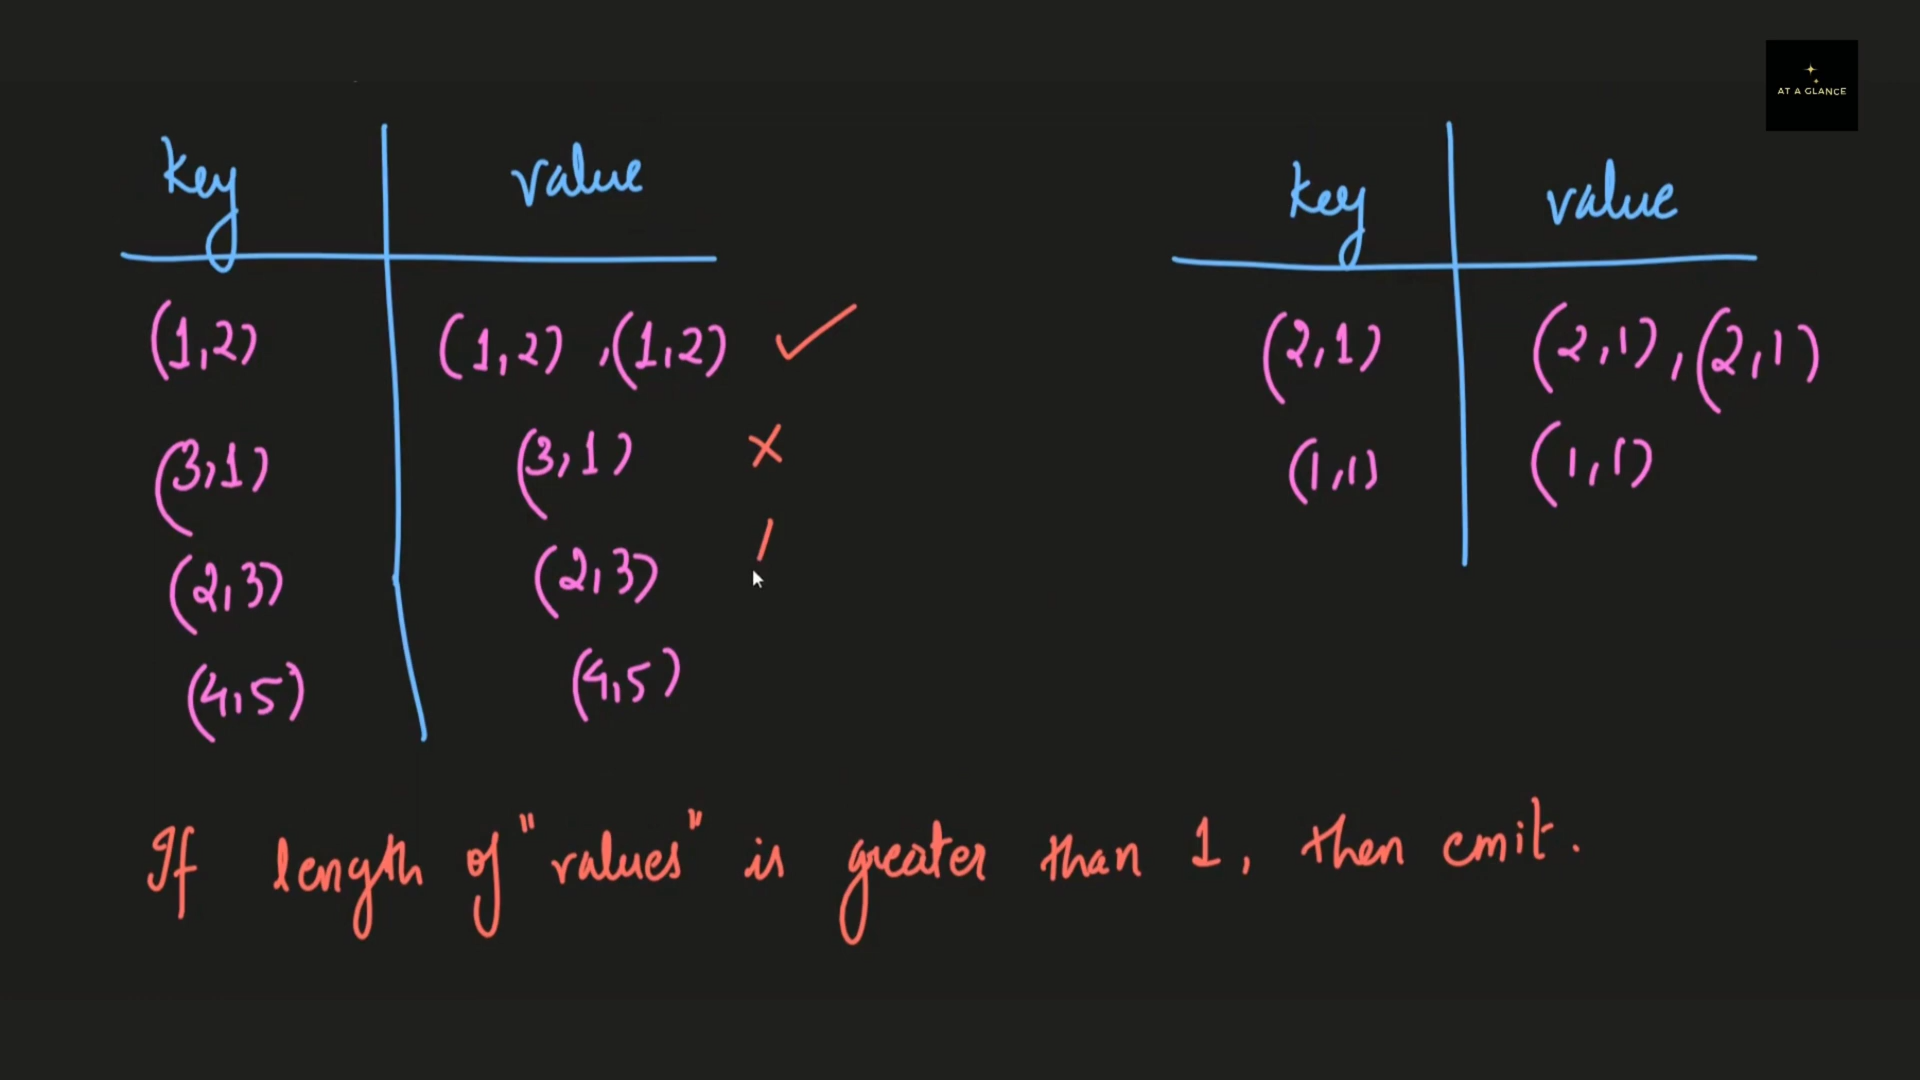 AT A GLANCE
key value
(1,2) (1,2) ,(1,2) ✓
(3,1) (3,1) ×
(2,3) (2,3) /
(4,5) (4,5)
key value
(2,1) (2,1),(2,1)
(1,1) (1,1)
If length of "values" is greater than 1, then emit.